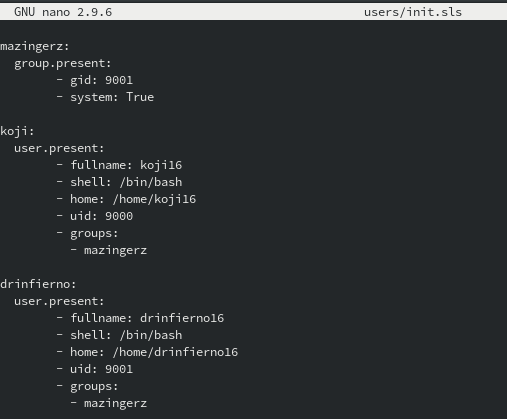 GNU nano 2.9.6 users/init.sls
mazingerz:
group.present:
- gid: 9001
- system: True
koji:
user.present:
- fullname: koji16
- shell: /bin/bash
- home: /home/koji16
- uid: 9000
- groups:
- mazingerz
drinfierno:
user.present:
- fullname: drinfierno16
- shell: /bin/bash
- home: /home/drinfierno16
- uid: 9001
- groups:
- mazingerz